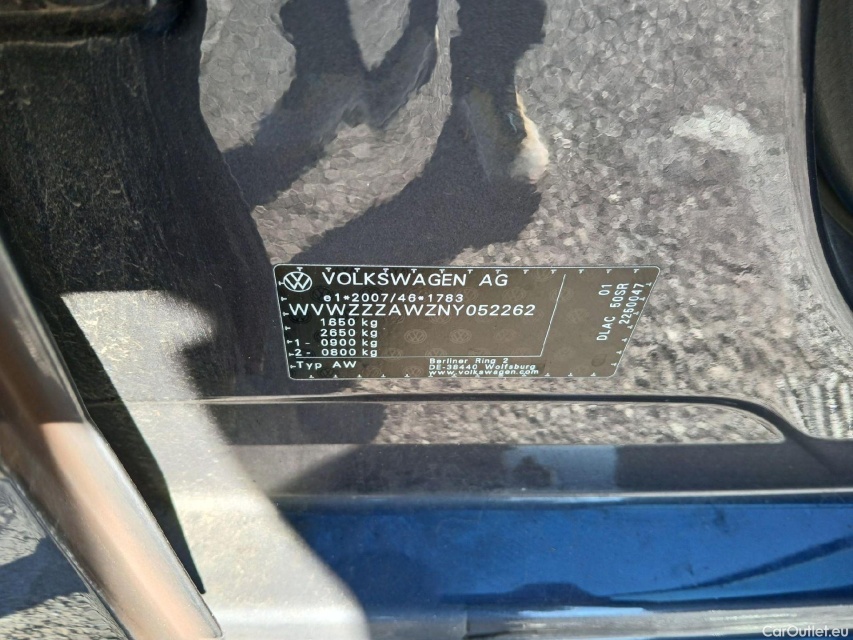 VOLKSWAGEN AG
e1*2007/46*1783
WVWZZZAWZNY052262
1650 kg
2650 kg
1- 0900 kg
2- 0800 kg
Typ AW
Berliner Ring 2
DE-38440 Wolfsburg
www.volkswagen.com
01
DLAC 50SR
2250047
CarOutlet.eu